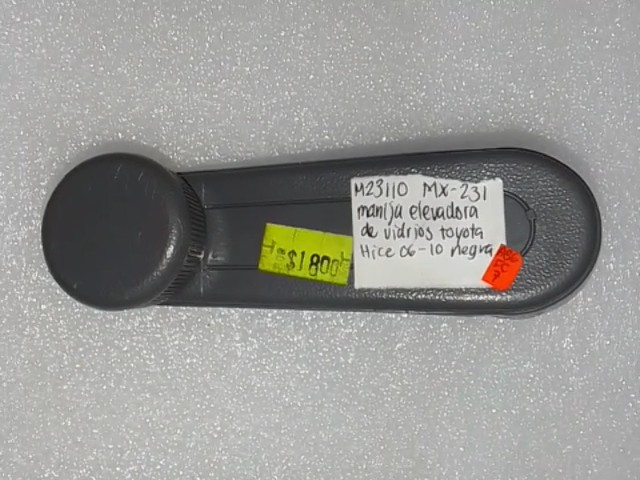 M23110 MX-231
manija elevadora
de vidrios toyota
Hice 06-10 negra
$1800